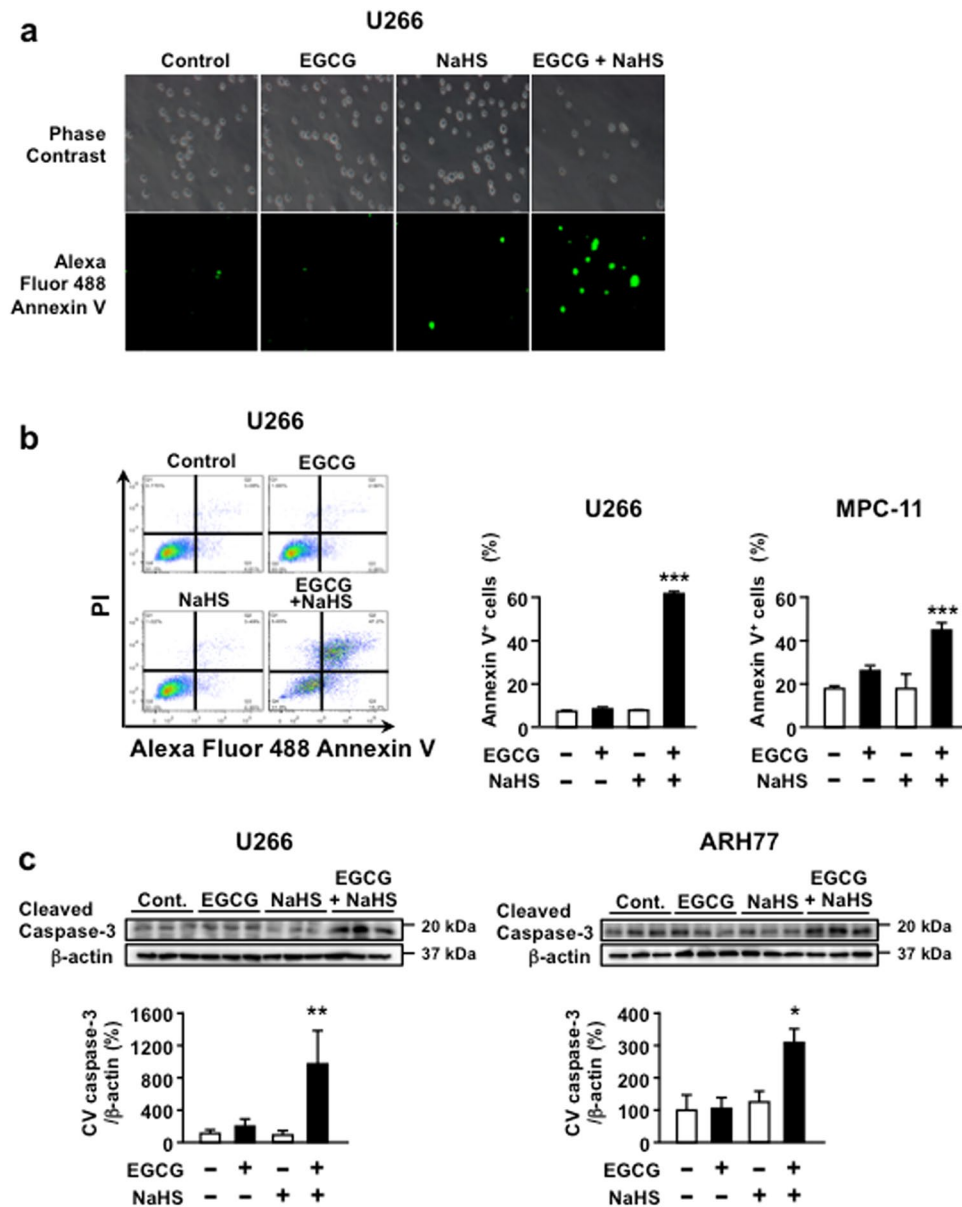 a
U266
Control EGCG NaHS EGCG + NaHS
Phase
Contrast
Alexa
Fluor 488
Annexin V
b
U266
Control EGCG
NaHS EGCG
+NaHS
PI
Alexa Fluor 488 Annexin V
U266
Annexin V⁺ cells (%)
60
40
20
0
***
EGCG – + – +
NaHS – – + +
MPC-11
Annexin V⁺ cells (%)
60
40
20
0
***
EGCG – + – +
NaHS – – + +
c
U266
Cont. EGCG NaHS EGCG
+ NaHS
Cleaved
Caspase-3
20 kDa
β-actin
37 kDa
CV caspase-3
/β-actin (%)
1600
1200
800
400
0
**
EGCG – + – +
NaHS – – + +
ARH77
Cont. EGCG NaHS EGCG
+ NaHS
Cleaved
Caspase-3
20 kDa
β-actin
37 kDa
CV caspase-3
/β-actin (%)
400
300
200
100
0
*
EGCG – + – +
NaHS – – + +